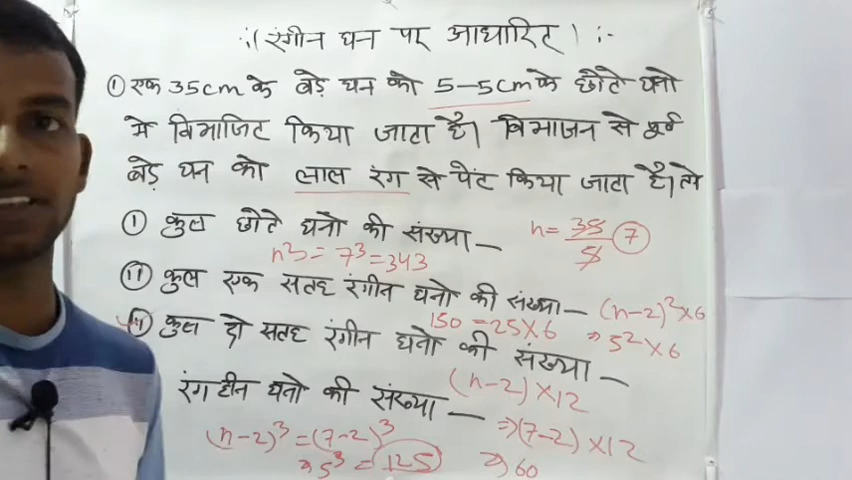 :( रंगीन घन पर आधारित ) :-
① एक 35cm के बड़े घन को 5-5cm के छोटे घनो
मे विभाजित किया जाता है। विभाजन से पूर्व
बड़े घन को लाल रंग से पेंट किया जाता है। तो
① कुल छोटे घनो की संख्या - n = 35/5 7
n³ = 7³ = 343
⑪ कुल एक सतह रंगीन घनो की संख्या - (n-2)²×6
150 = 25×6 ⇒ 5²×6
कुल दो सतह रंगीन घनो की संख्या -
(n-2)×12
रंग हीन घनो की संख्या - ⇒(7-2)×12
(n-2)³ = (7-2)³
⇒ 5³ = 125 ⇒ 60